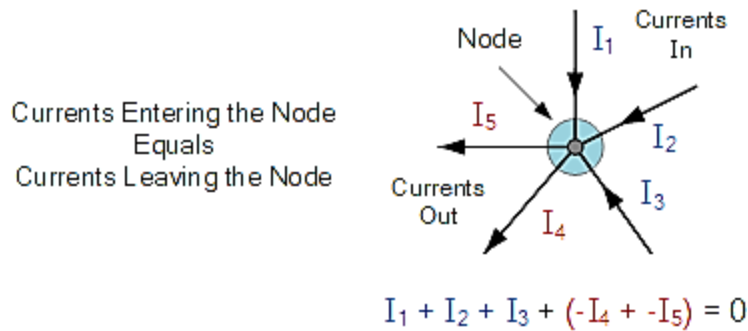 Currents Entering the Node
Equals
Currents Leaving the Node
Node
I₁
Currents
In
I₅
I₂
Currents
Out
I₄
I₃
I₁ + I₂ + I₃ + (-I₄ + -I₅) = 0